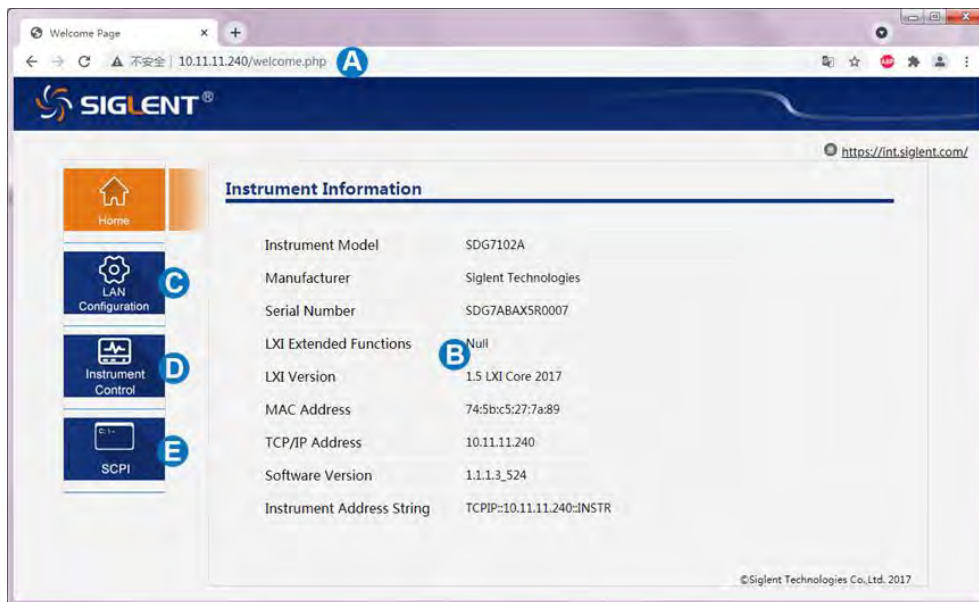 Welcome Page
不安全 | 10.11.11.240/welcome.php A
ABP
SIGLENT®
https://int.siglent.com/
Home
C
LAN
Configuration
D
Instrument
Control
C:\-
E
SCPI
Instrument Information
Instrument Model SDG7102A
Manufacturer Siglent Technologies
Serial Number SDG7ABAX5R0007
LXI Extended Functions Null
B
LXI Version 1.5 LXI Core 2017
MAC Address 74:5b:c5:27:7a:89
TCP/IP Address 10.11.11.240
Software Version 1.1.1.3_524
Instrument Address String TCPIP::10.11.11.240::INSTR
©Siglent Technologies Co.,Ltd. 2017